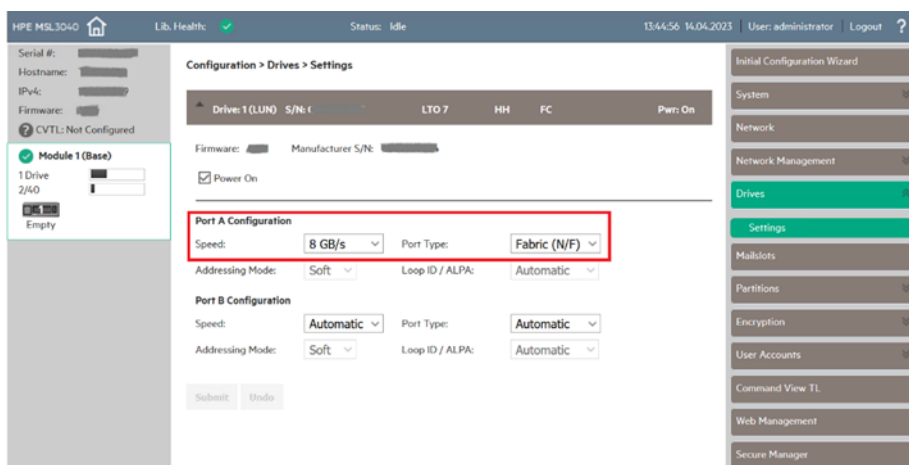 HPE MSL3040 Lib. Health: Status: Idle 13:44:56 14.04.2023 User: administrator Logout ?
Serial #:
Hostname:
IPv4:
Firmware:
? CVTL: Not Configured
Module 1 (Base)
1 Drive
2/40
Empty
Configuration > Drives > Settings
Drive: 1 (LUN) S/N: LTO 7 HH FC Pwr: On
Firmware: Manufacturer S/N:
Power On
Port A Configuration
Speed: 8 GB/s Port Type: Fabric (N/F)
Addressing Mode: Soft Loop ID / ALPA: Automatic
Port B Configuration
Speed: Automatic Port Type: Automatic
Addressing Mode: Soft Loop ID / ALPA: Automatic
Submit Undo
Initial Configuration Wizard
System
Network
Network Management
Drives
Settings
Mailslots
Partitions
Encryption
User Accounts
Command View TL
Web Management
Secure Manager